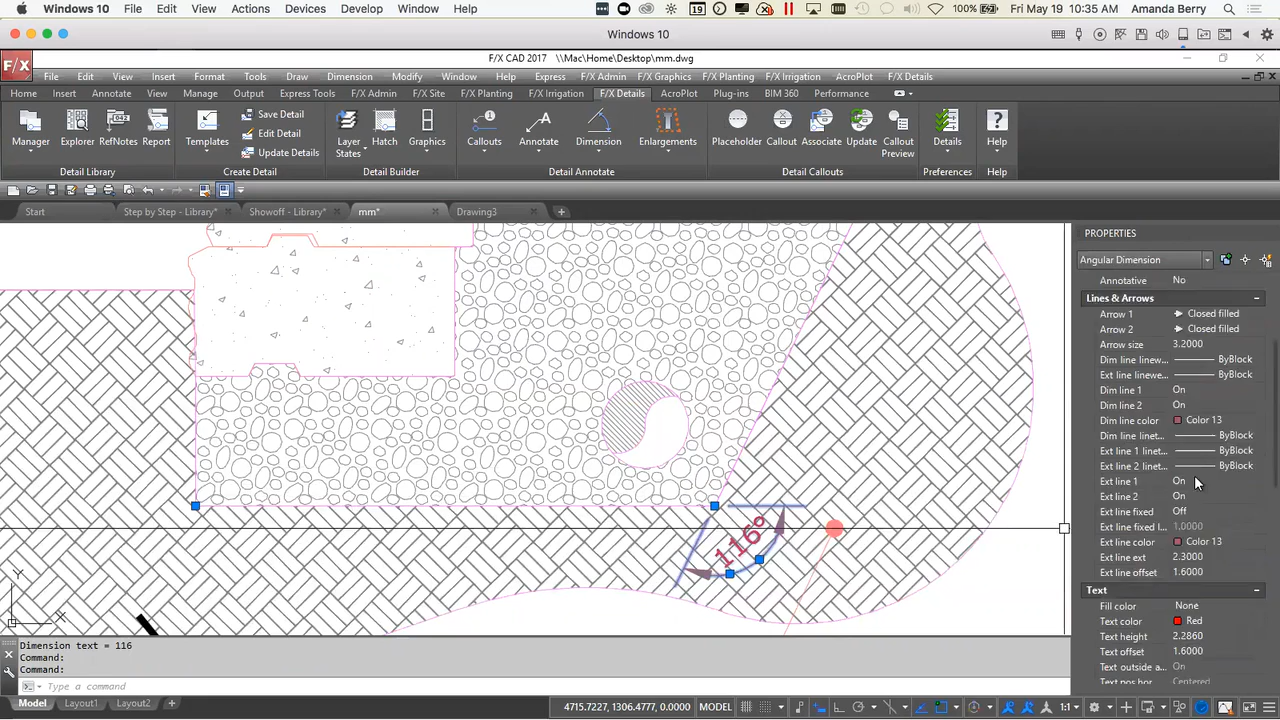 Windows 10 File Edit View Actions Devices Develop Window Help 19 100% Fri May 19 10:35 AM Amanda Berry
Windows 10
F/X CAD 2017 \\Mac\Home\Desktop\mm.dwg
F/X
File Edit View Insert Format Tools Draw Dimension Modify Window Help Express F/X Admin F/X Graphics F/X Planting F/X Irrigation AcroPlot F/X Details
Home Insert Annotate View Manage Output Express Tools F/X Admin F/X Site F/X Planting F/X Irrigation F/X Details AcroPlot Plug-ins BIM 360 Performance
Manager Explorer RefNotes Report
Detail Library
Templates Save Detail
Edit Detail
Update Details
Create Detail
Layer States Hatch Graphics
Detail Builder
Callouts Annotate Dimension Enlargements
Detail Annotate
Placeholder Callout Associate Update Callout Preview
Detail Callouts
Details
Preferences
Help
Help
Start Step by Step - Library* Showoff - Library* mm* Drawing3
PROPERTIES
Angular Dimension
Annotative No
Lines & Arrows
Arrow 1 Closed filled
Arrow 2 Closed filled
Arrow size 3.2000
Dim line linew... ByBlock
Ext line linewe... ByBlock
Dim line 1 On
Dim line 2 On
Dim line color Color 13
Dim line linet... ByBlock
Ext line 1 linet... ByBlock
Ext line 2 linet... ByBlock
Ext line 1 On
Ext line 2 On
Ext line fixed Off
Ext line fixed l... 1.0000
Ext line color Color 13
Ext line ext 2.3000
Ext line offset 1.6000
Text
Fill color None
Text color Red
Text height 2.2860
Text offset 1.6000
Text outside a... On
Text pos hor Centered
116°
Y
X
Dimension text = 116
Command:
Command:
Type a command
Model Layout1 Layout2 4715.7227, 1306.4777, 0.0000 MODEL 1:1